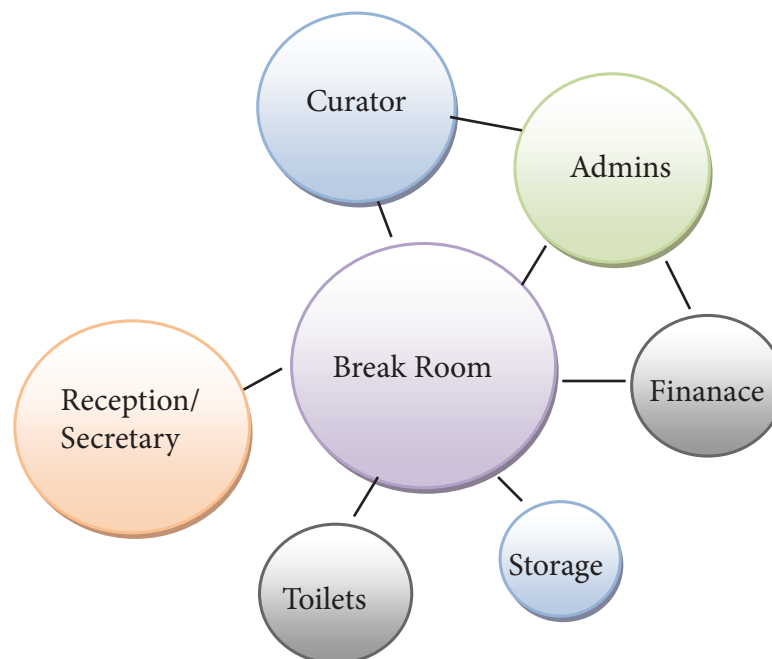 Curator
Admins
Break Room
Finanace
Reception/
Secretary
Storage
Toilets